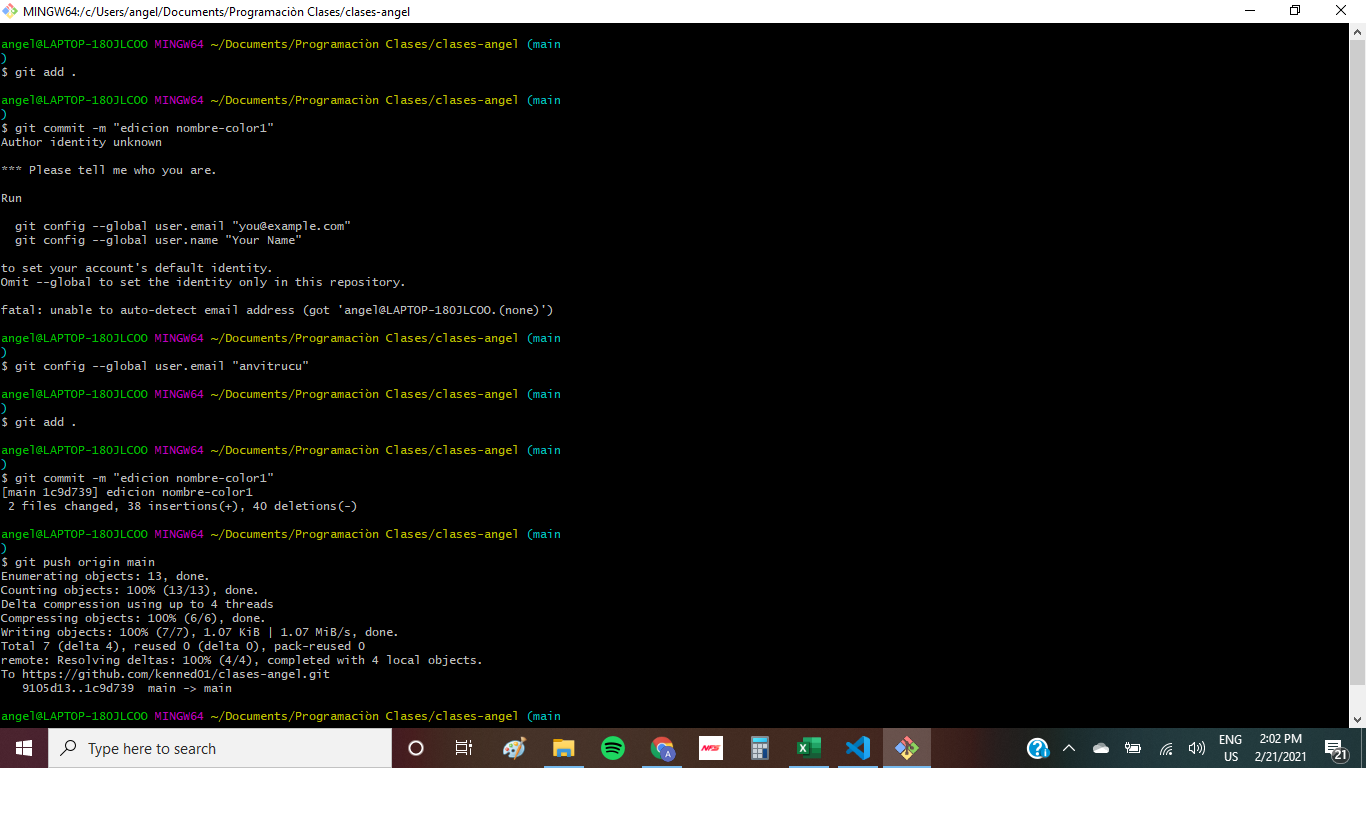 MINGW64:/c/Users/angel/Documents/Programaciòn Clases/clases-angel
angel@LAPTOP-18OJLCOO MINGW64 ~/Documents/Programaciòn Clases/clases-angel (main
)
$ git add .
angel@LAPTOP-18OJLCOO MINGW64 ~/Documents/Programaciòn Clases/clases-angel (main
)
$ git commit -m "edicion nombre-color1"
Author identity unknown
*** Please tell me who you are.
Run
git config --global user.email "you@example.com"
git config --global user.name "Your Name"
to set your account's default identity.
Omit --global to set the identity only in this repository.
fatal: unable to auto-detect email address (got 'angel@LAPTOP-18OJLCOO.(none)')
angel@LAPTOP-18OJLCOO MINGW64 ~/Documents/Programaciòn Clases/clases-angel (main
)
$ git config --global user.email "anvitrucu"
angel@LAPTOP-18OJLCOO MINGW64 ~/Documents/Programaciòn Clases/clases-angel (main
)
$ git add .
angel@LAPTOP-18OJLCOO MINGW64 ~/Documents/Programaciòn Clases/clases-angel (main
)
$ git commit -m "edicion nombre-color1"
[main 1c9d739] edicion nombre-color1
2 files changed, 38 insertions(+), 40 deletions(-)
angel@LAPTOP-18OJLCOO MINGW64 ~/Documents/Programaciòn Clases/clases-angel (main
)
$ git push origin main
Enumerating objects: 13, done.
Counting objects: 100% (13/13), done.
Delta compression using up to 4 threads
Compressing objects: 100% (6/6), done.
Writing objects: 100% (7/7), 1.07 KiB | 1.07 MiB/s, done.
Total 7 (delta 4), reused 0 (delta 0), pack-reused 0
remote: Resolving deltas: 100% (4/4), completed with 4 local objects.
To https://github.com/kenned01/clases-angel.git
9105d13..1c9d739  main -> main
angel@LAPTOP-18OJLCOO MINGW64 ~/Documents/Programaciòn Clases/clases-angel (main
Type here to search
A
NFS
ENG
US
2:02 PM
2/21/2021
21